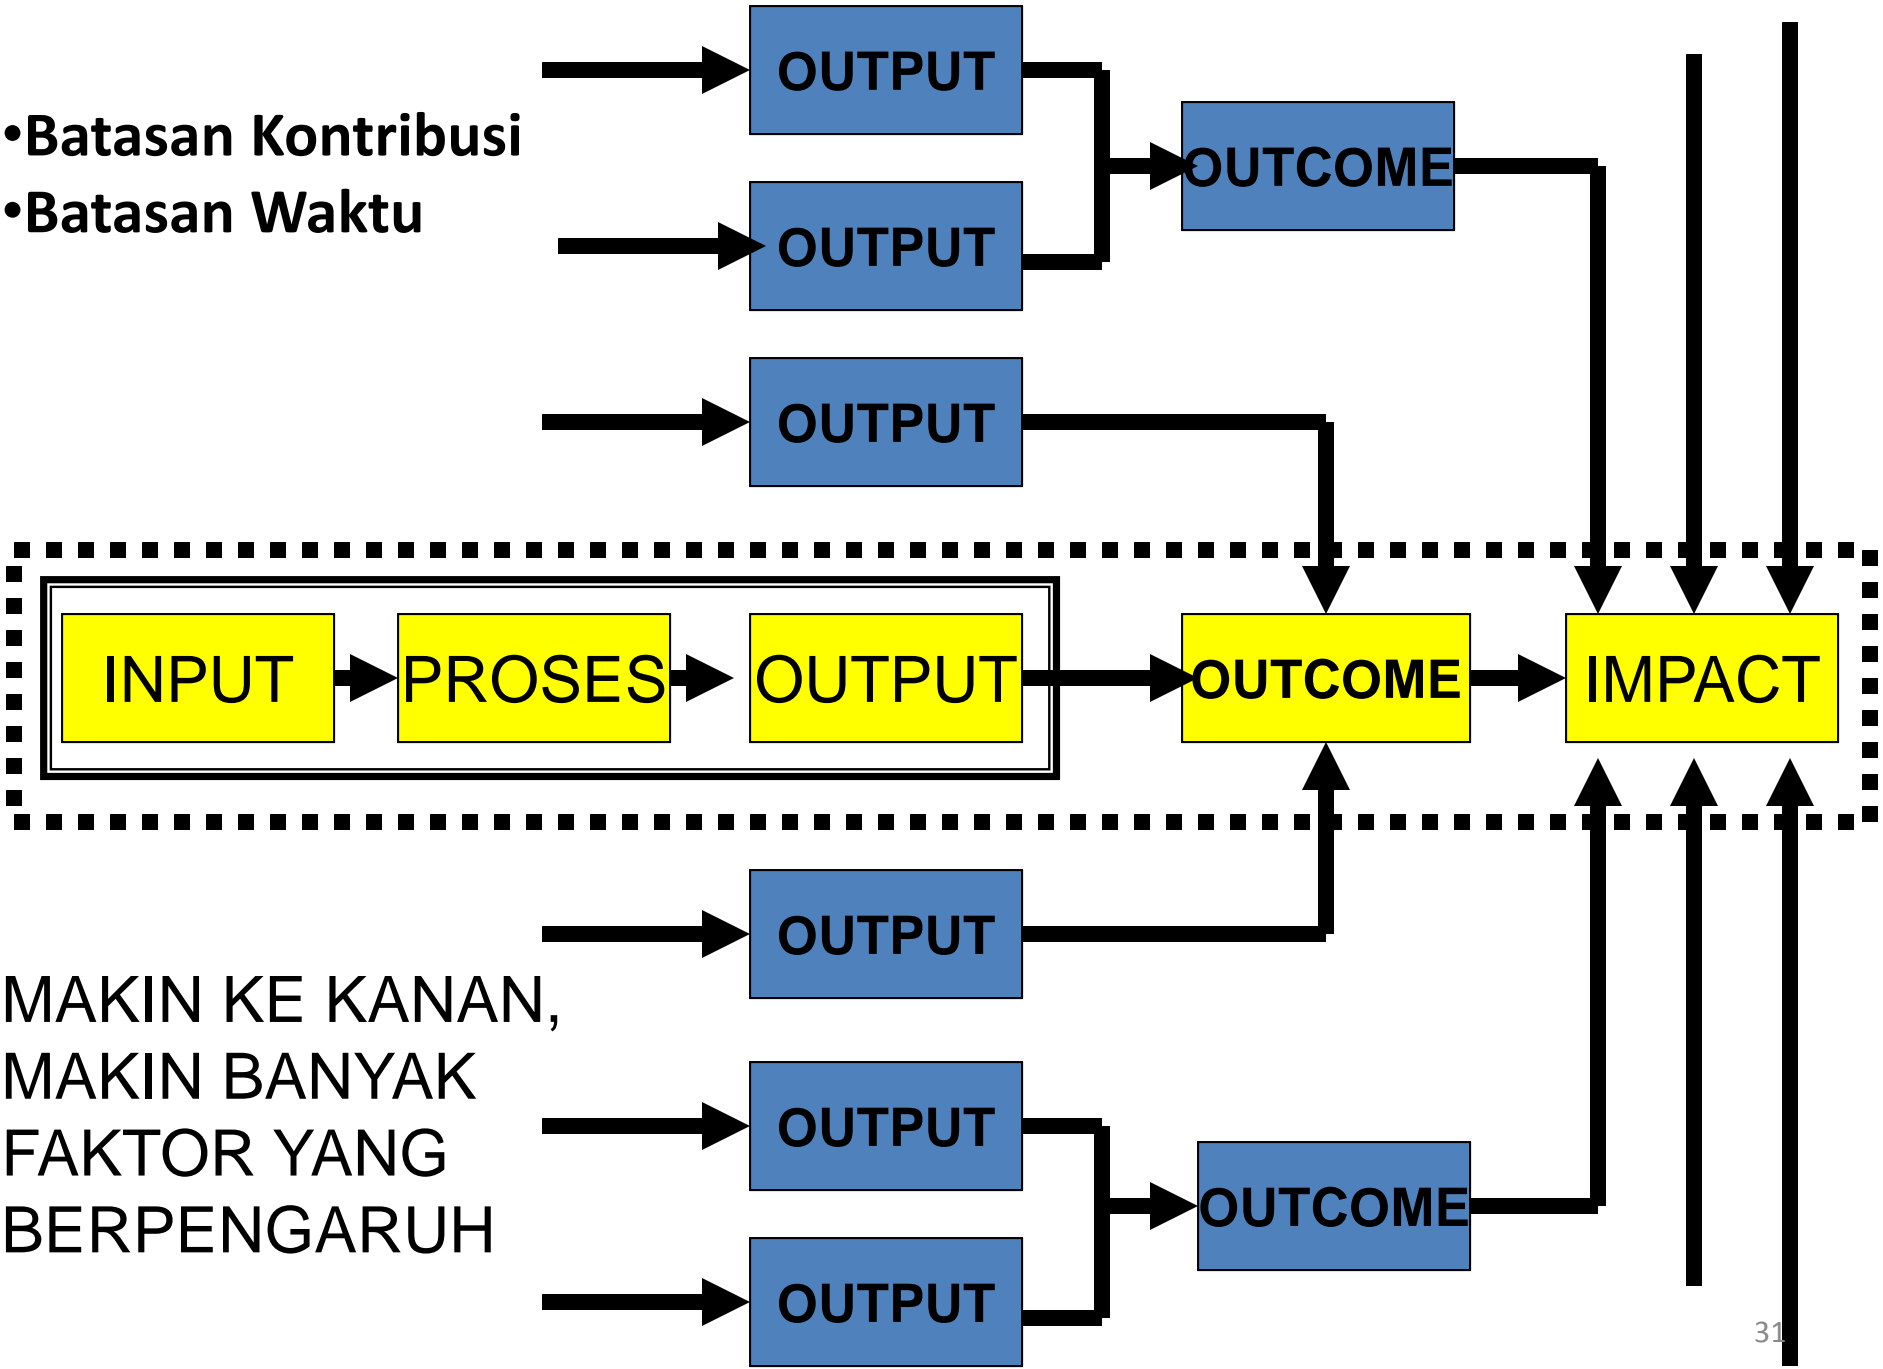 OUTPUT
•Batasan Kontribusi
OUTCOME
•Batasan Waktu
OUTPUT
OUTPUT
INPUT
PROSES
OUTPUT
OUTCOME
IMPACT
OUTPUT
MAKIN KE KANAN,
MAKIN BANYAK
FAKTOR YANG
BERPENGARUH
OUTPUT
OUTCOME
OUTPUT
31